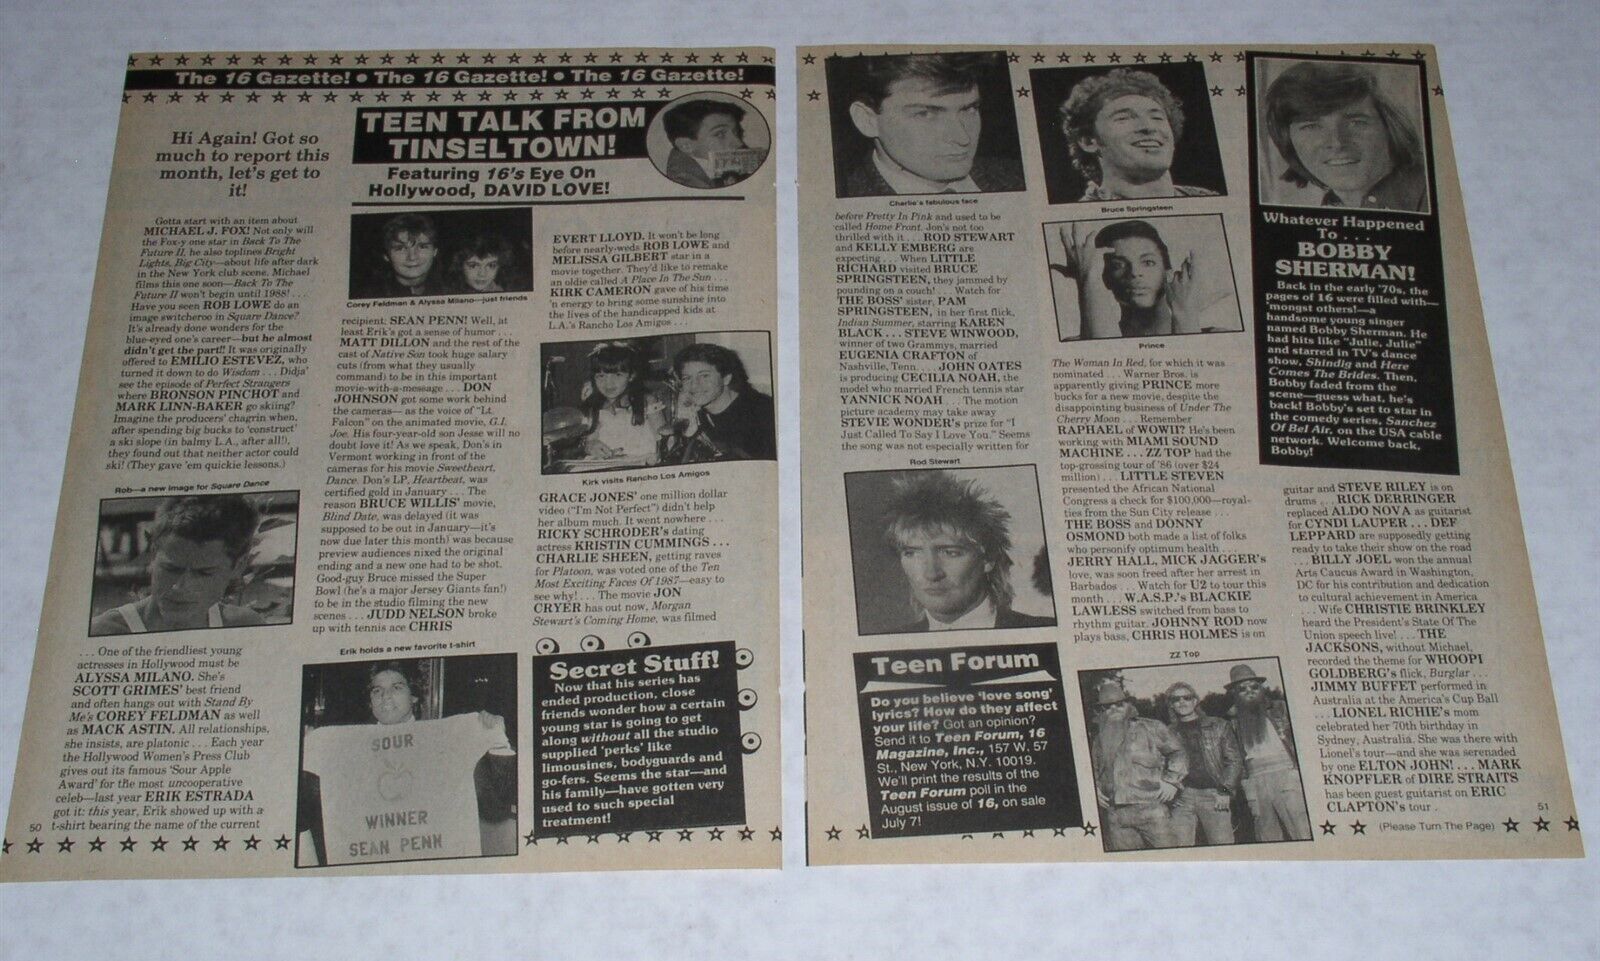 The 16 Gazette! • The 16 Gazette! • The 16 Gazette!
Hi Again! Got so
much to report this
month, let's get to
it!
TEEN TALK FROM
TINSELTOWN!
Featuring 16's Eye On
Hollywood, DAVID LOVE!
Gotta start with an item about
MICHAEL J. FOX! Not only will
the Fox-y one star in Back To The
Future II, he also toplines Bright
Lights, Big City—about life after dark
in the New York club scene. Michael
films this one soon—Back To The
Future II won't begin until 1988! . . .
Have you seen ROB LOWE do an
image switcheroo in Square Dance?
It's already done wonders for the
blue-eyed one's career—but he almost
didn't get the part!! It was originally
offered to EMILIO ESTEVEZ, who
turned it down to do Wisdom . . . Didja'
see the episode of Perfect Strangers
where BRONSON PINCHOT and
MARK LINN-BAKER go skiing?
Imagine the producers' chagrin when,
after spending big bucks to 'construct'
a ski slope (in balmy L.A., after all!),
they found out that neither actor could
ski! (They gave 'em quickie lessons.)
Rob—a new image for Square Dance
. . . One of the friendliest young
actresses in Hollywood must be
ALYSSA MILANO. She's
SCOTT GRIMES' best friend
and often hangs out with Stand By
Me's COREY FELDMAN as well
as MACK ASTIN. All relationships,
she insists, are platonic . . . Each year
the Hollywood Women's Press Club
gives out its famous 'Sour Apple
Award' for the most uncooperative
celeb—last year ERIK ESTRADA
got it: this year, Erik showed up with a
t-shirt bearing the name of the current
50
Corey Feldman & Alyssa Milano—just friends
recipient: SEAN PENN! Well, at
least Erik's got a sense of humor . . .
MATT DILLON and the rest of the
cast of Native Son took huge salary
cuts (from what they usually
command) to be in this important
movie-with-a-message . . . DON
JOHNSON got some work behind
the cameras— as the voice of "Lt.
Falcon" on the animated movie, G.I.
Joe. His four-year-old son Jesse will no
doubt love it! As we speak, Don's in
Vermont working in front of the
cameras for his movie Sweetheart,
Dance. Don's LP, Heartbeat, was
certified gold in January . . . The
reason BRUCE WILLIS' movie,
Blind Date, was delayed (it was
supposed to be out in January—it's
now due later this month) was because
preview audiences nixed the original
ending and a new one had to be shot.
Good-guy Bruce missed the Super
Bowl (he's a major Jersey Giants fan!)
to be in the studio filming the new
scenes . . . JUDD NELSON broke
up with tennis ace CHRIS
Erik holds a new favorite t-shirt
SOUR
WINNER
SEAN PENN
EVERT LLOYD. It won't be long
before nearly-weds ROB LOWE and
MELISSA GILBERT star in a
movie together. They'd like to remake
an oldie called A Place In The Sun . . .
KIRK CAMERON gave of his time
'n energy to bring some sunshine into
the lives of the handicapped kids at
L.A.'s Rancho Los Amigos . . .
Kirk visits Rancho Los Amigos
GRACE JONES' one million dollar
video ("I'm Not Perfect") didn't help
her album much. It went nowhere . . .
RICKY SCHRODER's dating
actress KRISTIN CUMMINGS . . .
CHARLIE SHEEN, getting raves
for Platoon, was voted one of the Ten
Most Exciting Faces Of 1987—easy to
see why! . . . The movie JON
CRYER has out now, Morgan
Stewart's Coming Home, was filmed
Secret Stuff!
Now that his series has
ended production, close
friends wonder how a certain
young star is going to get
along without all the studio
supplied 'perks' like
limousines, bodyguards and
go-fers. Seems the star—and
his family—have gotten very
used to such special
treatment!
Charlie's fabulous face
before Pretty In Pink and used to be
called Home Front. Jon's not too
thrilled with it . . . ROD STEWART
and KELLY EMBERG are
expecting . . . When LITTLE
RICHARD visited BRUCE
SPRINGSTEEN, they jammed by
pounding on a couch! . . . Watch for
THE BOSS' sister, PAM
SPRINGSTEEN, in her first flick,
Indian Summer, starring KAREN
BLACK . . . STEVE WINWOOD,
winner of two Grammys, married
EUGENIA CRAFTON of
Nashville, Tenn. . . . JOHN OATES
is producing CECILIA NOAH, the
model who married French tennis star
YANNICK NOAH . . . The motion
picture academy may take away
STEVIE WONDER's prize for "I
Just Called To Say I Love You." Seems
the song was not especially written for
Rod Stewart
Teen Forum
Do you believe 'love song'
lyrics? How do they affect
your life? Got an opinion?
Send it to Teen Forum, 16
Magazine, Inc., 157 W. 57
St., New York, N.Y. 10019.
We'll print the results of the
Teen Forum poll in the
August issue of 16, on sale
July 7!
Bruce Springsteen
Prince
The Woman In Red, for which it was
nominated . . . Warner Bros. is
apparently giving PRINCE more
bucks for a new movie, despite the
disappointing business of Under The
Cherry Moon . . . Remember
RAPHAEL of WOW!? He's been
working with MIAMI SOUND
MACHINE . . . ZZ TOP had the
top-grossing tour of '86 (over $24
million) . . . LITTLE STEVEN
presented the African National
Congress a check for $100,000—royal-
ties from the Sun City release . . .
THE BOSS and DONNY
OSMOND both made a list of folks
who personify optimum health . . .
JERRY HALL, MICK JAGGER's
love, was soon freed after her arrest in
Barbados . . . Watch for U2 to tour this
month . . . W.A.S.P.'s BLACKIE
LAWLESS switched from bass to
rhythm guitar. JOHNNY ROD now
plays bass, CHRIS HOLMES is on
ZZ Top
Whatever Happened
To . . .
BOBBY
SHERMAN!
Back in the early '70s, the
pages of 16 were filled with—
'mongst others!—a
handsome young singer
named Bobby Sherman. He
had hits like "Julie, Julie"
and starred in TV's dance
show, Shindig and Here
Comes The Brides. Then,
Bobby faded from the
scene—guess what, he's
back! Bobby's set to star in
the comedy series, Sanchez
Of Bel Air, on the USA cable
network. Welcome back,
Bobby!
guitar and STEVE RILEY is on
drums . . . RICK DERRINGER
replaced ALDO NOVA as guitarist
for CYNDI LAUPER . . . DEF
LEPPARD are supposedly getting
ready to take their show on the road
. . . BILLY JOEL won the annual
Arts Caucus Award in Washington,
DC for his contribution and dedication
to cultural achievement in America
. . . Wife CHRISTIE BRINKLEY
heard the President's State Of The
Union speech live! . . . THE
JACKSONS, without Michael,
recorded the theme for WHOOPI
GOLDBERG's flick, Burglar . . .
JIMMY BUFFET performed in
Australia at the America's Cup Ball
. . . LIONEL RICHIE's mom
celebrated her 70th birthday in
Sydney, Australia. She was there with
Lionel's tour—and she was serenaded
by one ELTON JOHN! . . . MARK
KNOPFLER of DIRE STRAITS
has been guest guitarist on ERIC
CLAPTON's tour .
51
(Please Turn The Page)